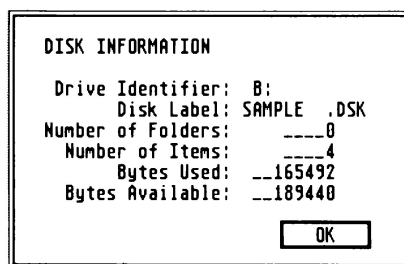 DISK INFORMATION
Drive Identifier: B:
Disk Label: SAMPLE .DSK
Number of Folders: ____0
Number of Items: ____4
Bytes Used: __165492
Bytes Available: __189440
OK